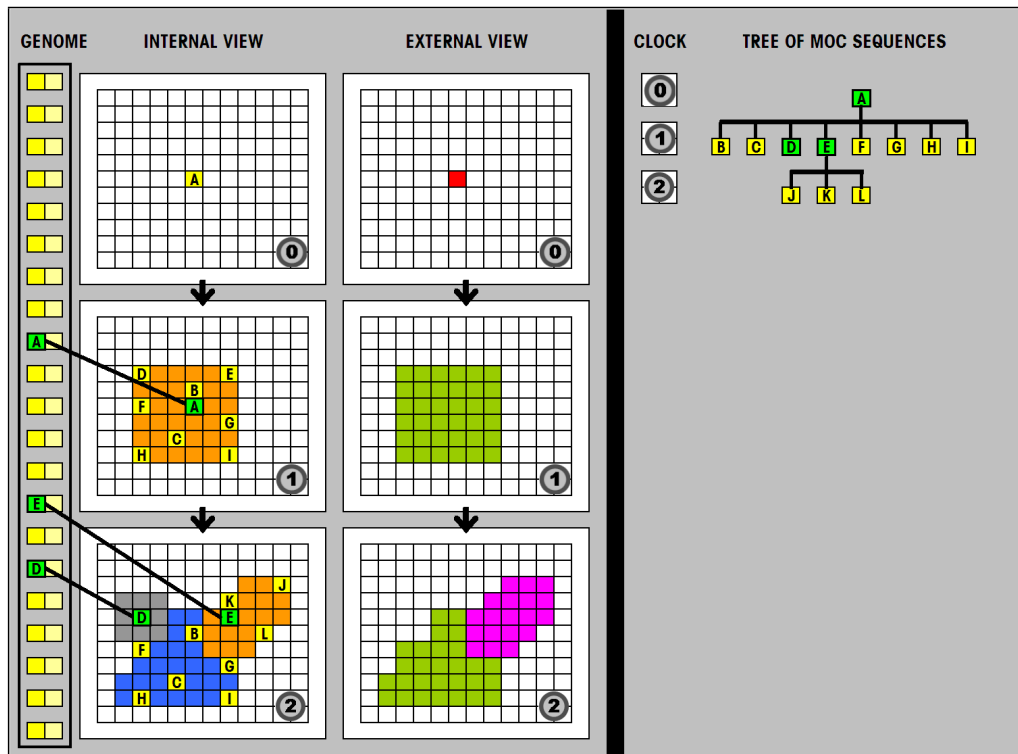 GENOME INTERNAL VIEW EXTERNAL VIEW CLOCK TREE OF MOC SEQUENCES
0
A
1
B C D E F G H I
2
J K L
A
0
0
A
D E
B
F A
G
C
H I
1
1
E
D
J
K
D E
B L
F
G
C
H I
2
2